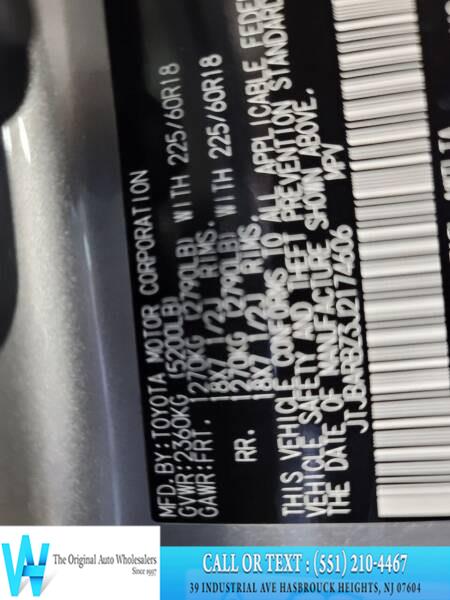 MFD. BY: TOYOTA MOTOR CORPORATION
GVWR: 2360KG (5200LB)
GAWR: FRT. 1270KG (2790LB) WITH 225/60R18
18X7 1/2J RIMS.
RR. 1270KG (2790LB) WITH 225/60R18
18X7 1/2J RIMS.
THIS VEHICLE CONFORMS TO ALL APPLICABLE FEDE
VEHICLE SAFETY AND THEFT PREVENTION STANDAR
THE DATE OF MANUFACTURE SHOWN ABOVE.
JTJBARBZ3J2174606 MPV
The Original Auto Wholesalers
Since 1997
CALL OR TEXT : (551) 210-4467
39 INDUSTRIAL AVE HASBROUCK HEIGHTS, NJ 07604